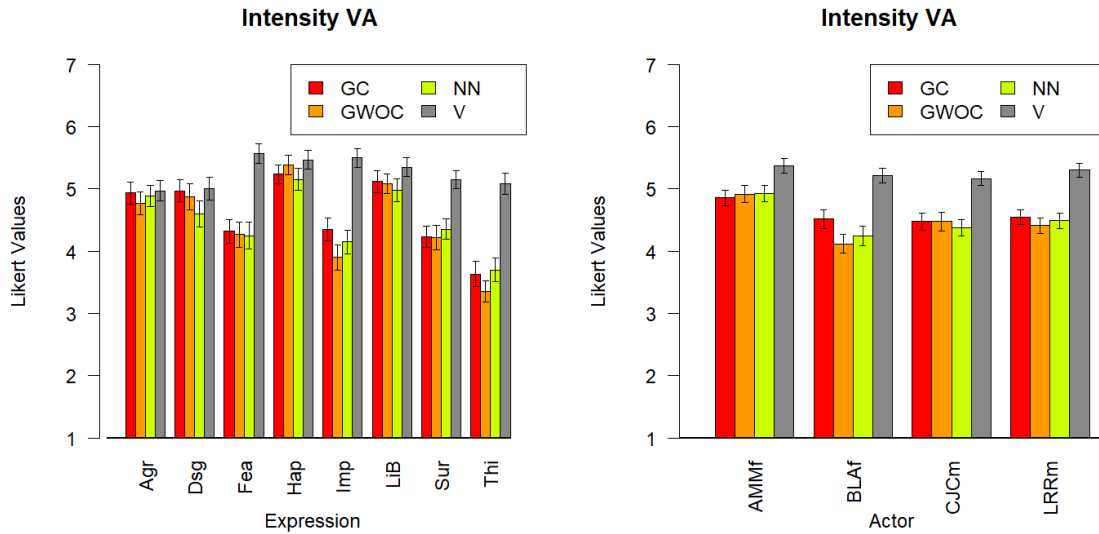 Intensity VA
Likert Values
7
6
5
4
3
2
1
GC
NN
GWOC
V
Agr
Dsg
Fea
Hap
Imp
LiB
Sur
Thi
Expression
Intensity VA
Likert Values
7
6
5
4
3
2
1
GC
NN
GWOC
V
AMMf
BLAf
CJCm
LRRm
Actor